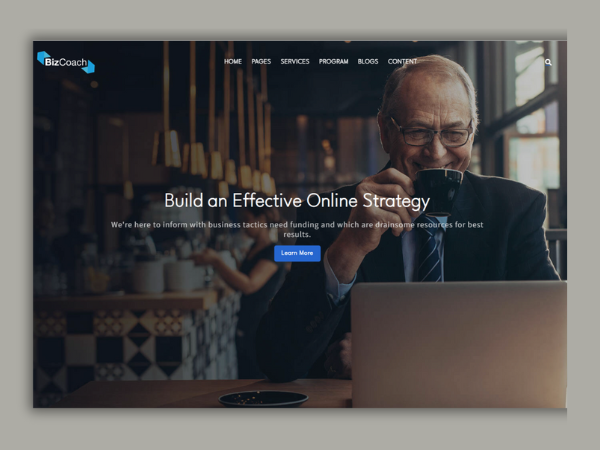 BizCoach
HOME PAGES SERVICES PROGRAM BLOGS CONTENT
Build an Effective Online Strategy
We're here to inform with business tactics need funding and which are drainsome resources for best
results.
Learn More